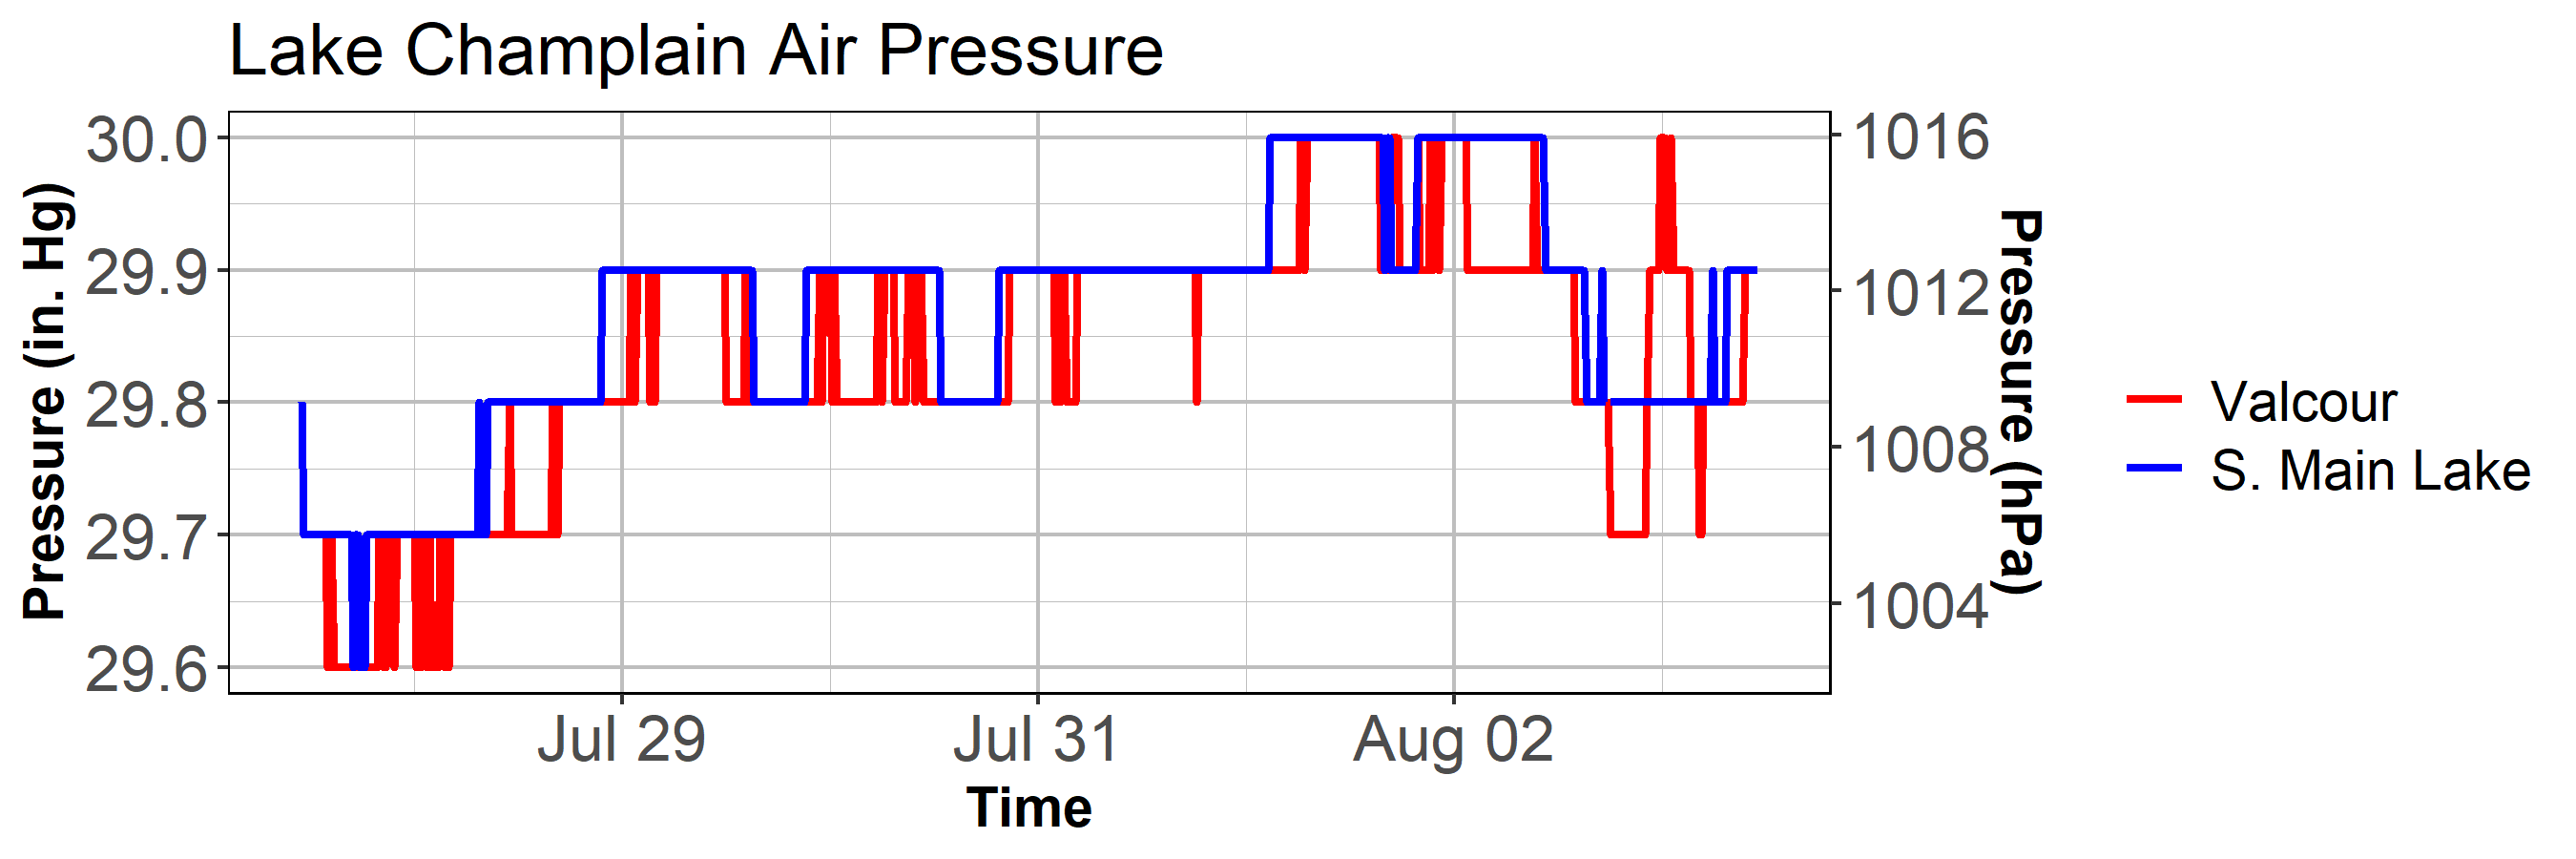 Lake Champlain Air Pressure
Pressure (in. Hg)
30.0
29.9
29.8
29.7
29.6
1016
1012
1008
1004
Pressure (hPa)
Jul 29
Jul 31
Aug 02
Time
Valcour
S. Main Lake